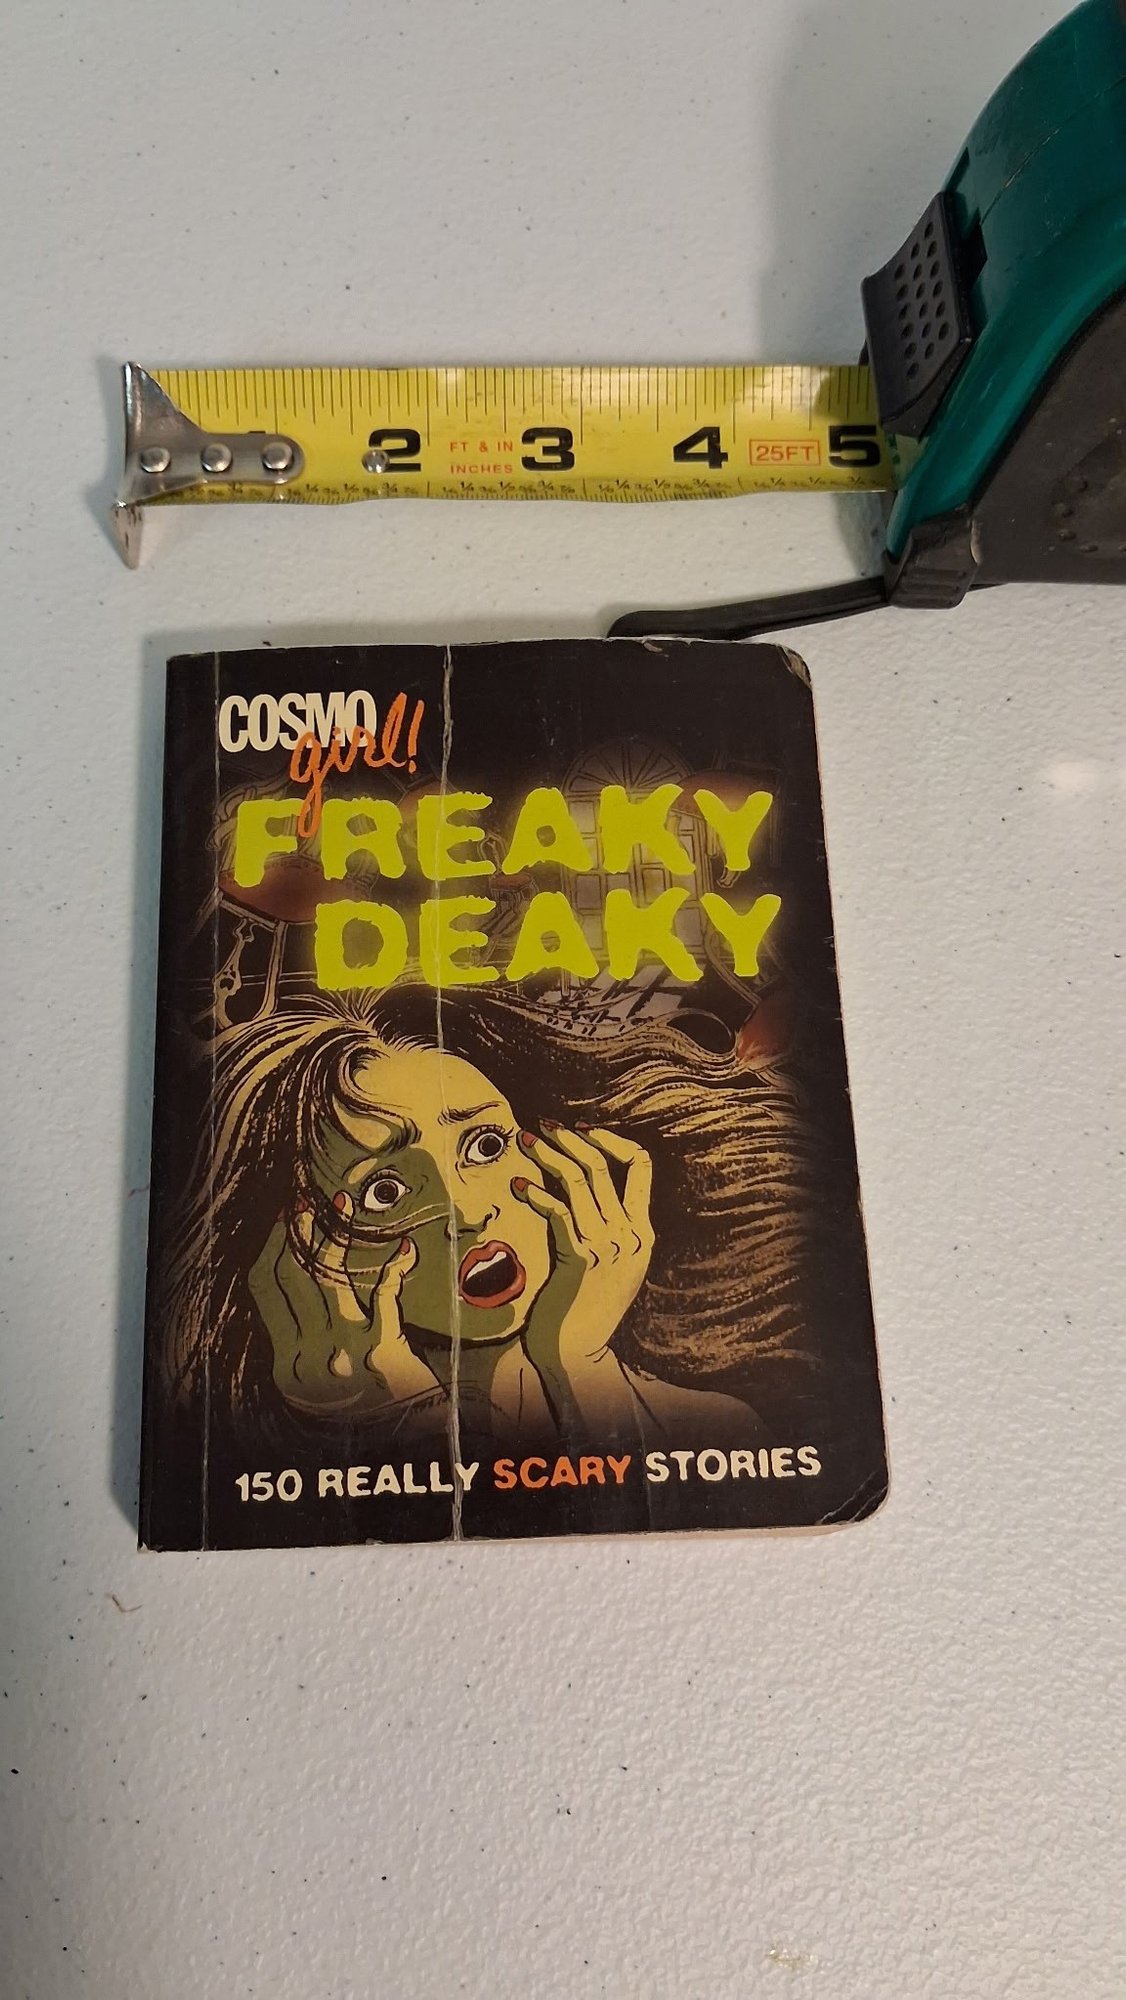 2 FT & IN 3 4 25FT 5
INCHES
COSMO
girl!
FREAKY
DEAKY
150 REALLY SCARY STORIES